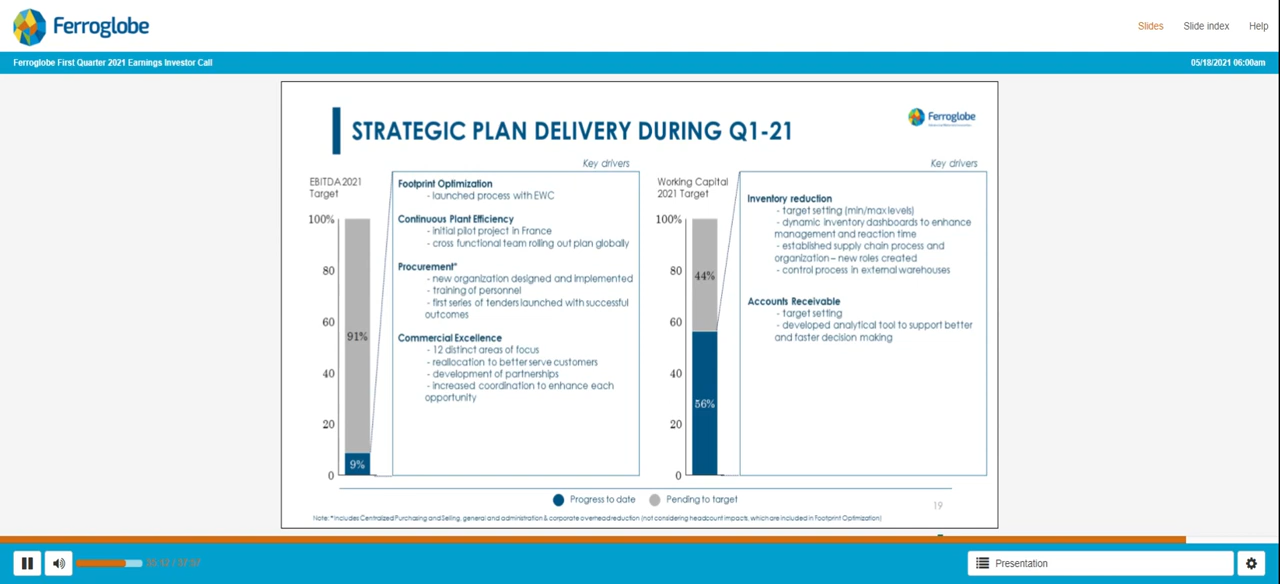 Ferroglobe
Slides
Slide index
Help
Ferroglobe First Quarter 2021 Earnings Investor Call
05/18/2021 06:00am
STRATEGIC PLAN DELIVERY DURING Q1-21
Ferroglobe
Key drivers
EBITDA 2021
Target
100%
80
60
40
20
0
91%
9%
Footprint Optimization
- launched process with EWC
Continuous Plant Efficiency
- initial pilot project in France
- cross functional team rolling out plan globally
Procurement*
- new organization designed and implemented
- training of personnel
- first series of tenders launched with successful
outcomes
Commercial Excellence
- 12 distinct areas of focus
- reallocation to better serve customers
- development of partnerships
- increased coordination to enhance each
opportunity
Key drivers
Working Capital
2021 Target
100%
80
60
40
20
0
44%
56%
Inventory reduction
- target setting (min/max levels)
- dynamic inventory dashboards to enhance
management and reaction time
- established supply chain process and
organization – new roles created
- control process in external warehouses
Accounts Receivable
- target setting
- developed analytical tool to support better
and faster decision making
Progress to date
Pending to target
19
Note: *Includes Centralized Purchasing and Selling, general and administration & corporate overhead reduction (not considering headcount impacts, which are included in Footprint Optimization)
Presentation